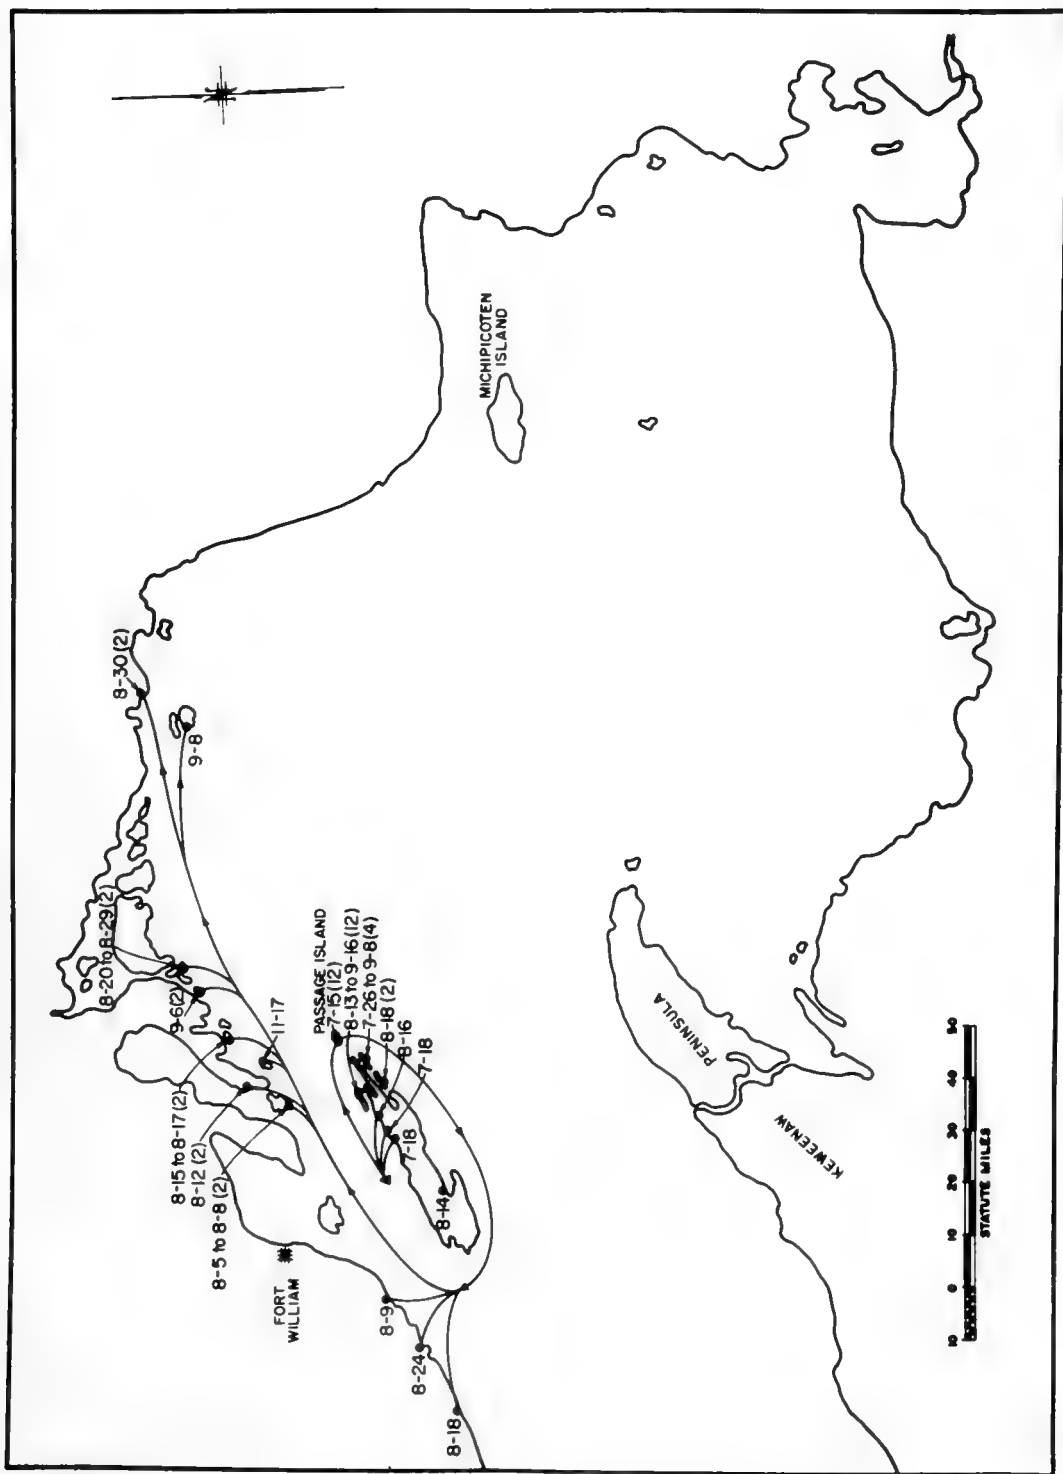 8-30(2)
9-8
8-20 to 8-29(2)
9-6(2)
11-17
8-15 to 8-17(2)
8-12 (2)
8-5 to 8-8 (2)
PASSAGE ISLAND
7-15(12)
8-13 to 9-16(12)
7-26 to 9-8(4)
8-18 (2)
8-16
7-18
7-18
8-14
FORT
WILLIAM
8-9
8-24
8-18
MICHIPICOTEN
ISLAND
KEWEENAW
PENINSULA
10 0 10 20 30 40 50
STATUTE MILES